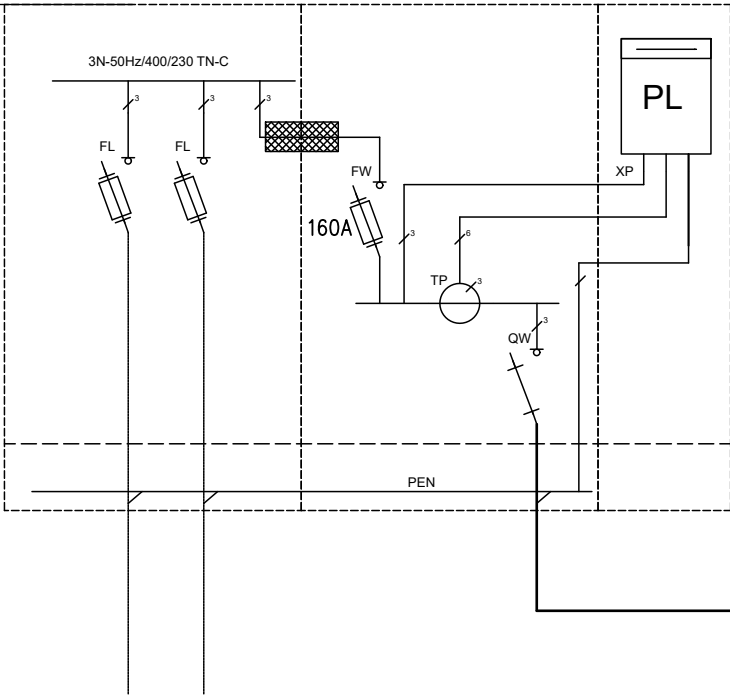 3N-50Hz/400/230 TN-C
PL
3
3
3
FL
FL
FW
XP
160A
3
6
TP
3
3
QW
PEN